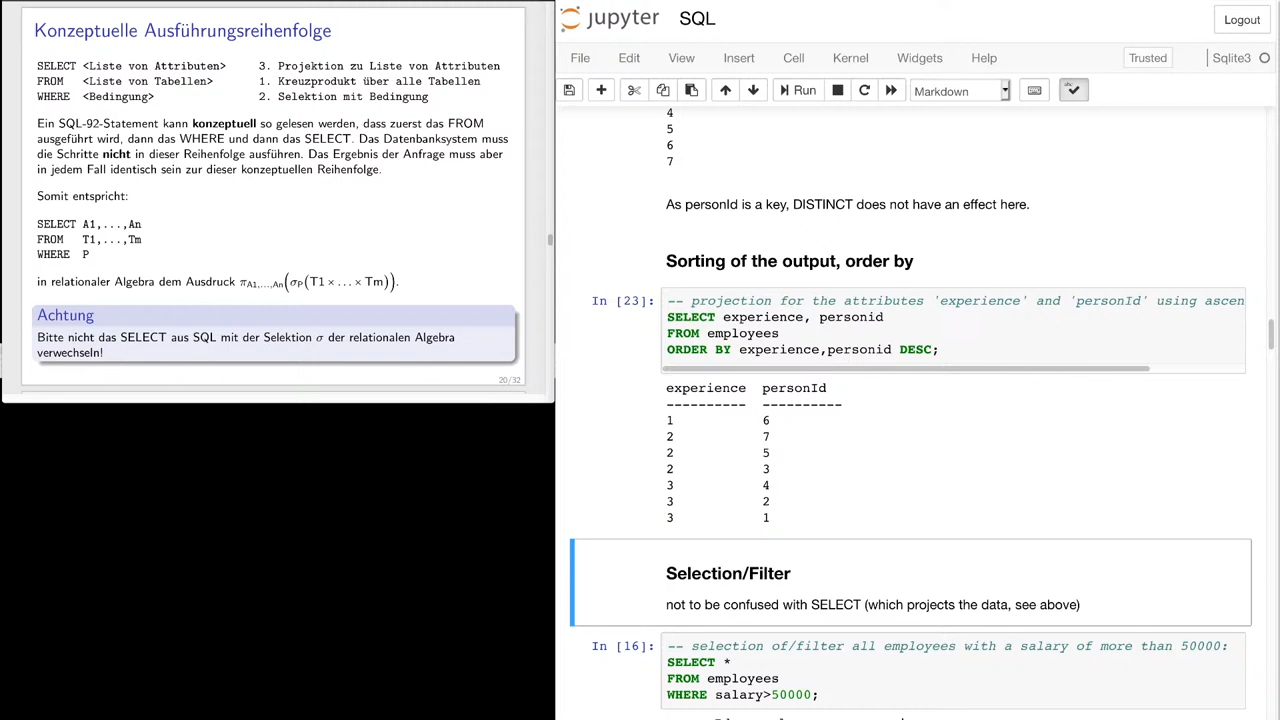 Konzeptuelle Ausführungsreihenfolge
SELECT <Liste von Attributen> 3. Projektion zu Liste von Attributen
FROM <Liste von Tabellen> 1. Kreuzprodukt über alle Tabellen
WHERE <Bedingung> 2. Selektion mit Bedingung
Ein SQL-92-Statement kann konzeptuell so gelesen werden, dass zuerst das FROM
ausgeführt wird, dann das WHERE und dann das SELECT. Das Datenbanksystem muss
die Schritte nicht in dieser Reihenfolge ausführen. Das Ergebnis der Anfrage muss aber
in jedem Fall identisch sein zur dieser konzeptuellen Reihenfolge.
Somit entspricht:
SELECT A1,...,An
FROM T1,...,Tm
WHERE P
in relationaler Algebra dem Ausdruck π_{A1,...,An}(σ_P(T1 × ... × Tm)).
Achtung
Bitte nicht das SELECT aus SQL mit der Selektion σ der relationalen Algebra
verwechseln!
20/32
jupyter SQL
Logout
File Edit View Insert Cell Kernel Widgets Help Trusted Sqlite3
Run Markdown
4
5
6
7
As personId is a key, DISTINCT does not have an effect here.
Sorting of the output, order by
In [23]: -- projection for the attributes 'experience' and 'personId' using ascen
SELECT experience, personid
FROM employees
ORDER BY experience,personid DESC;
experience personId
---------- ----------
1 6
2 7
2 5
2 3
3 4
3 2
3 1
Selection/Filter
not to be confused with SELECT (which projects the data, see above)
In [16]: -- selection of/filter all employees with a salary of more than 50000:
SELECT *
FROM employees
WHERE salary>50000;